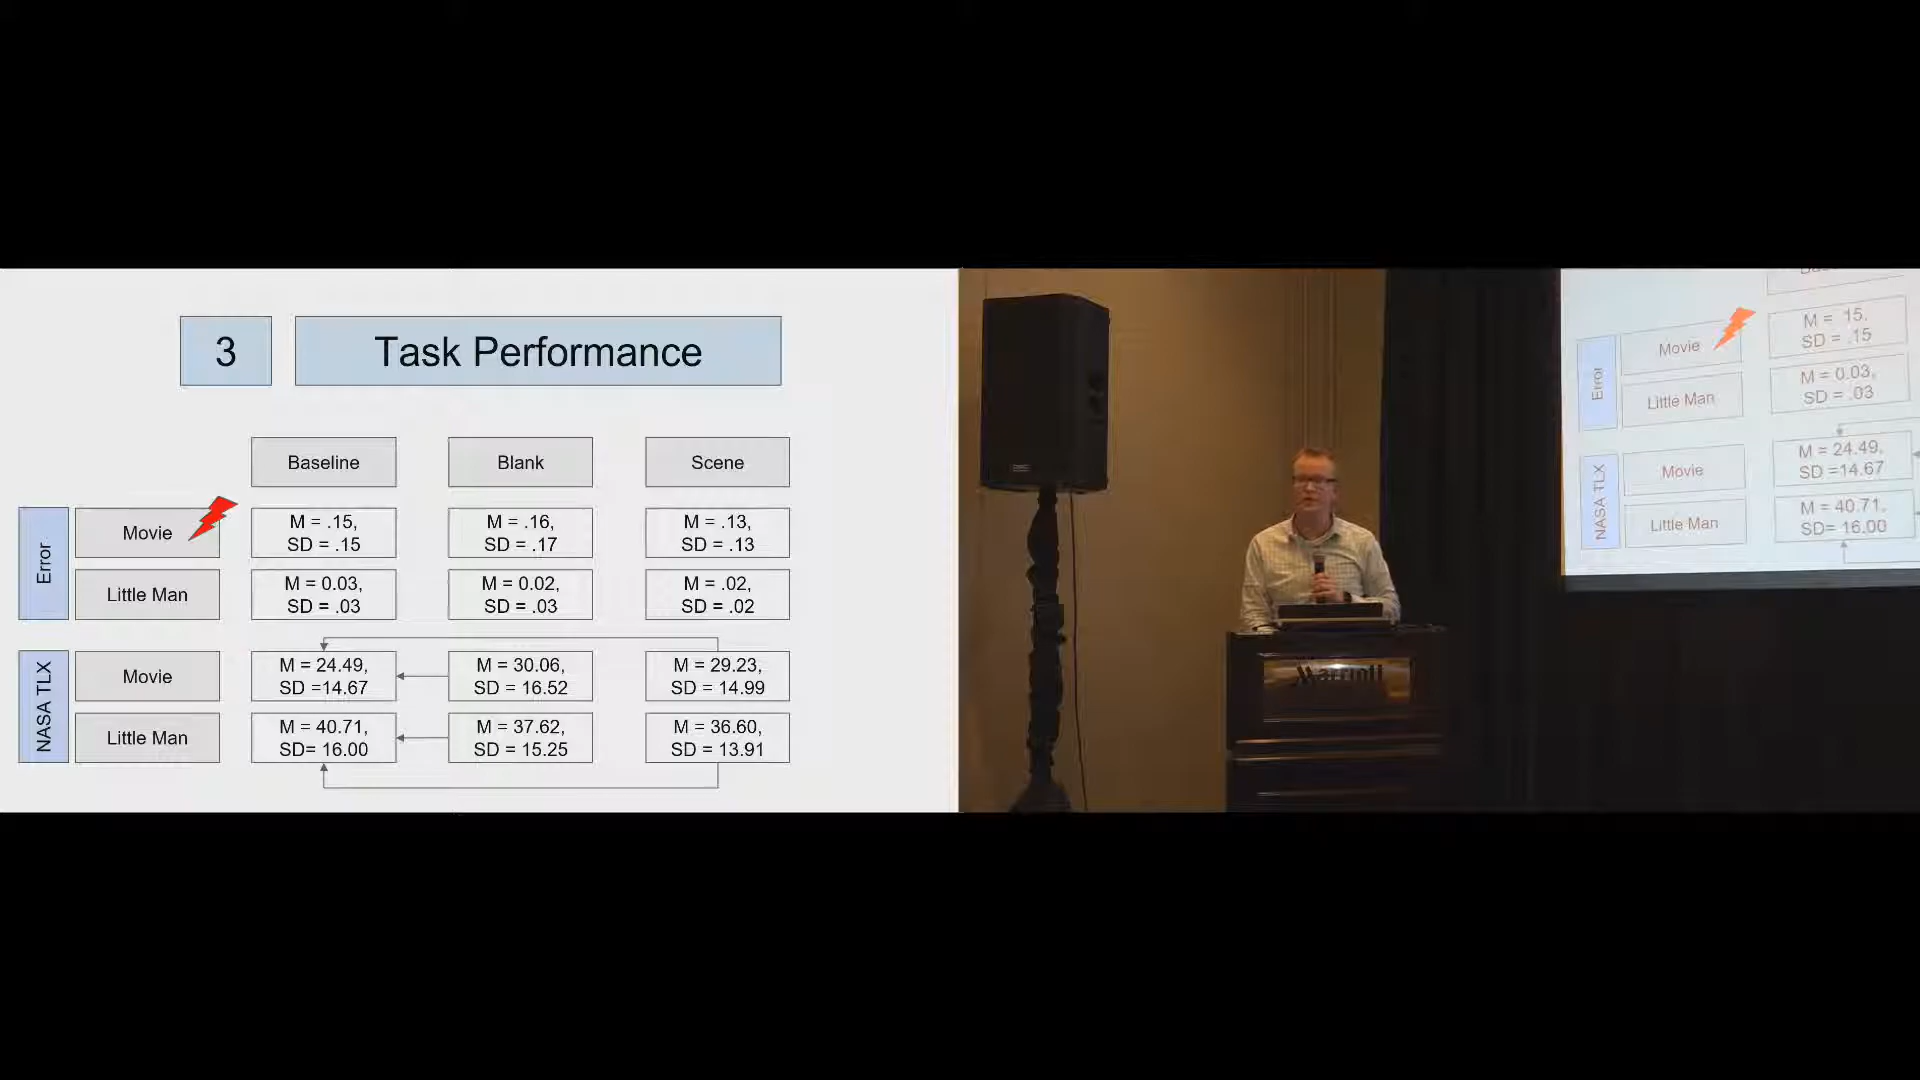 3
Task Performance
Baseline
Blank
Scene
Error
Movie
M = .15,
SD = .15
M = .16,
SD = .17
M = .13,
SD = .13
Little Man
M = 0.03,
SD = .03
M = 0.02,
SD = .03
M = .02,
SD = .02
NASA TLX
Movie
M = 24.49,
SD =14.67
M = 30.06,
SD = 16.52
M = 29.23,
SD = 14.99
Little Man
M = 40.71,
SD= 16.00
M = 37.62,
SD = 15.25
M = 36.60,
SD = 13.91
Marriott
Error
Movie
M = .15,
SD = .15
Little Man
M = 0.03,
SD = .03
NASA TLX
Movie
M = 24.49,
SD =14.67
Little Man
M = 40.71,
SD= 16.00